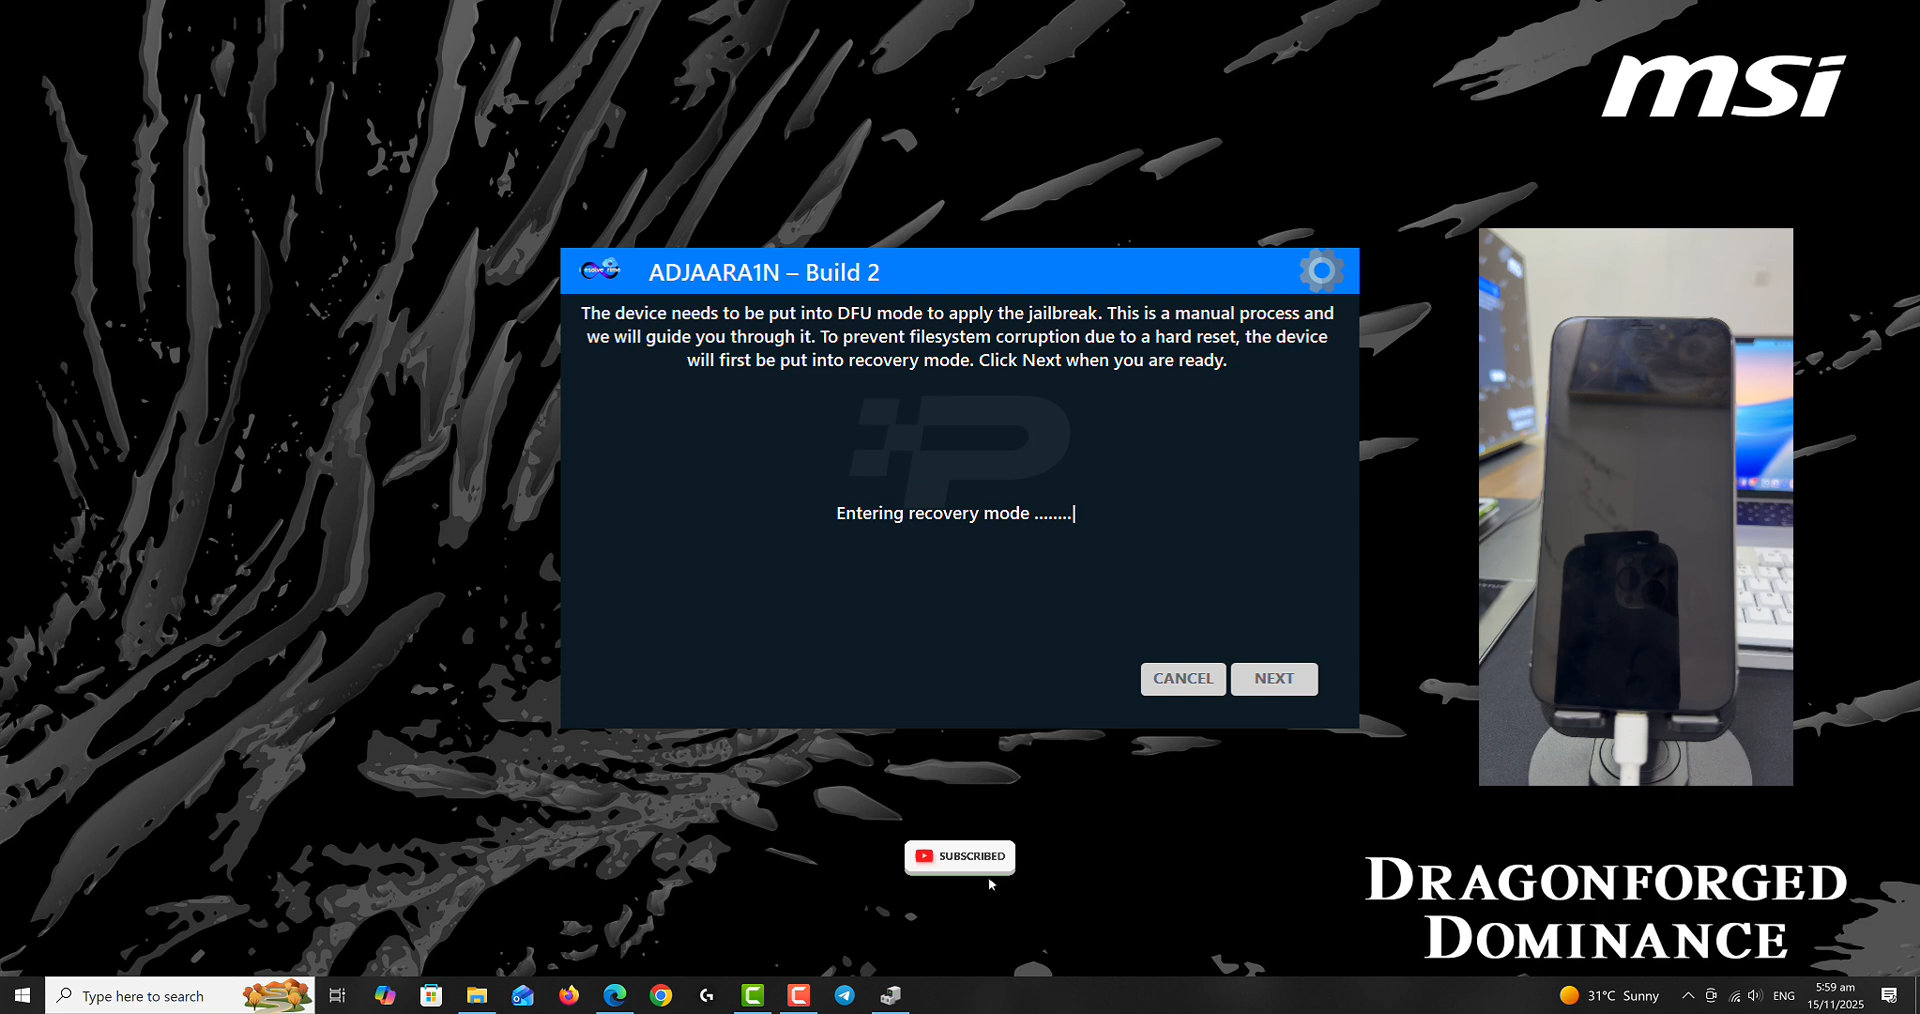 msi
ADJAARA1N – Build 2
The device needs to be put into DFU mode to apply the jailbreak. This is a manual process and
we will guide you through it. To prevent filesystem corruption due to a hard reset, the device
will first be put into recovery mode. Click Next when you are ready.
Entering recovery mode ........|
CANCEL NEXT
SUBSCRIBED
DRAGONFORGED
DOMINANCE
Type here to search
31°C Sunny
ENG
5:59 am
15/11/2025